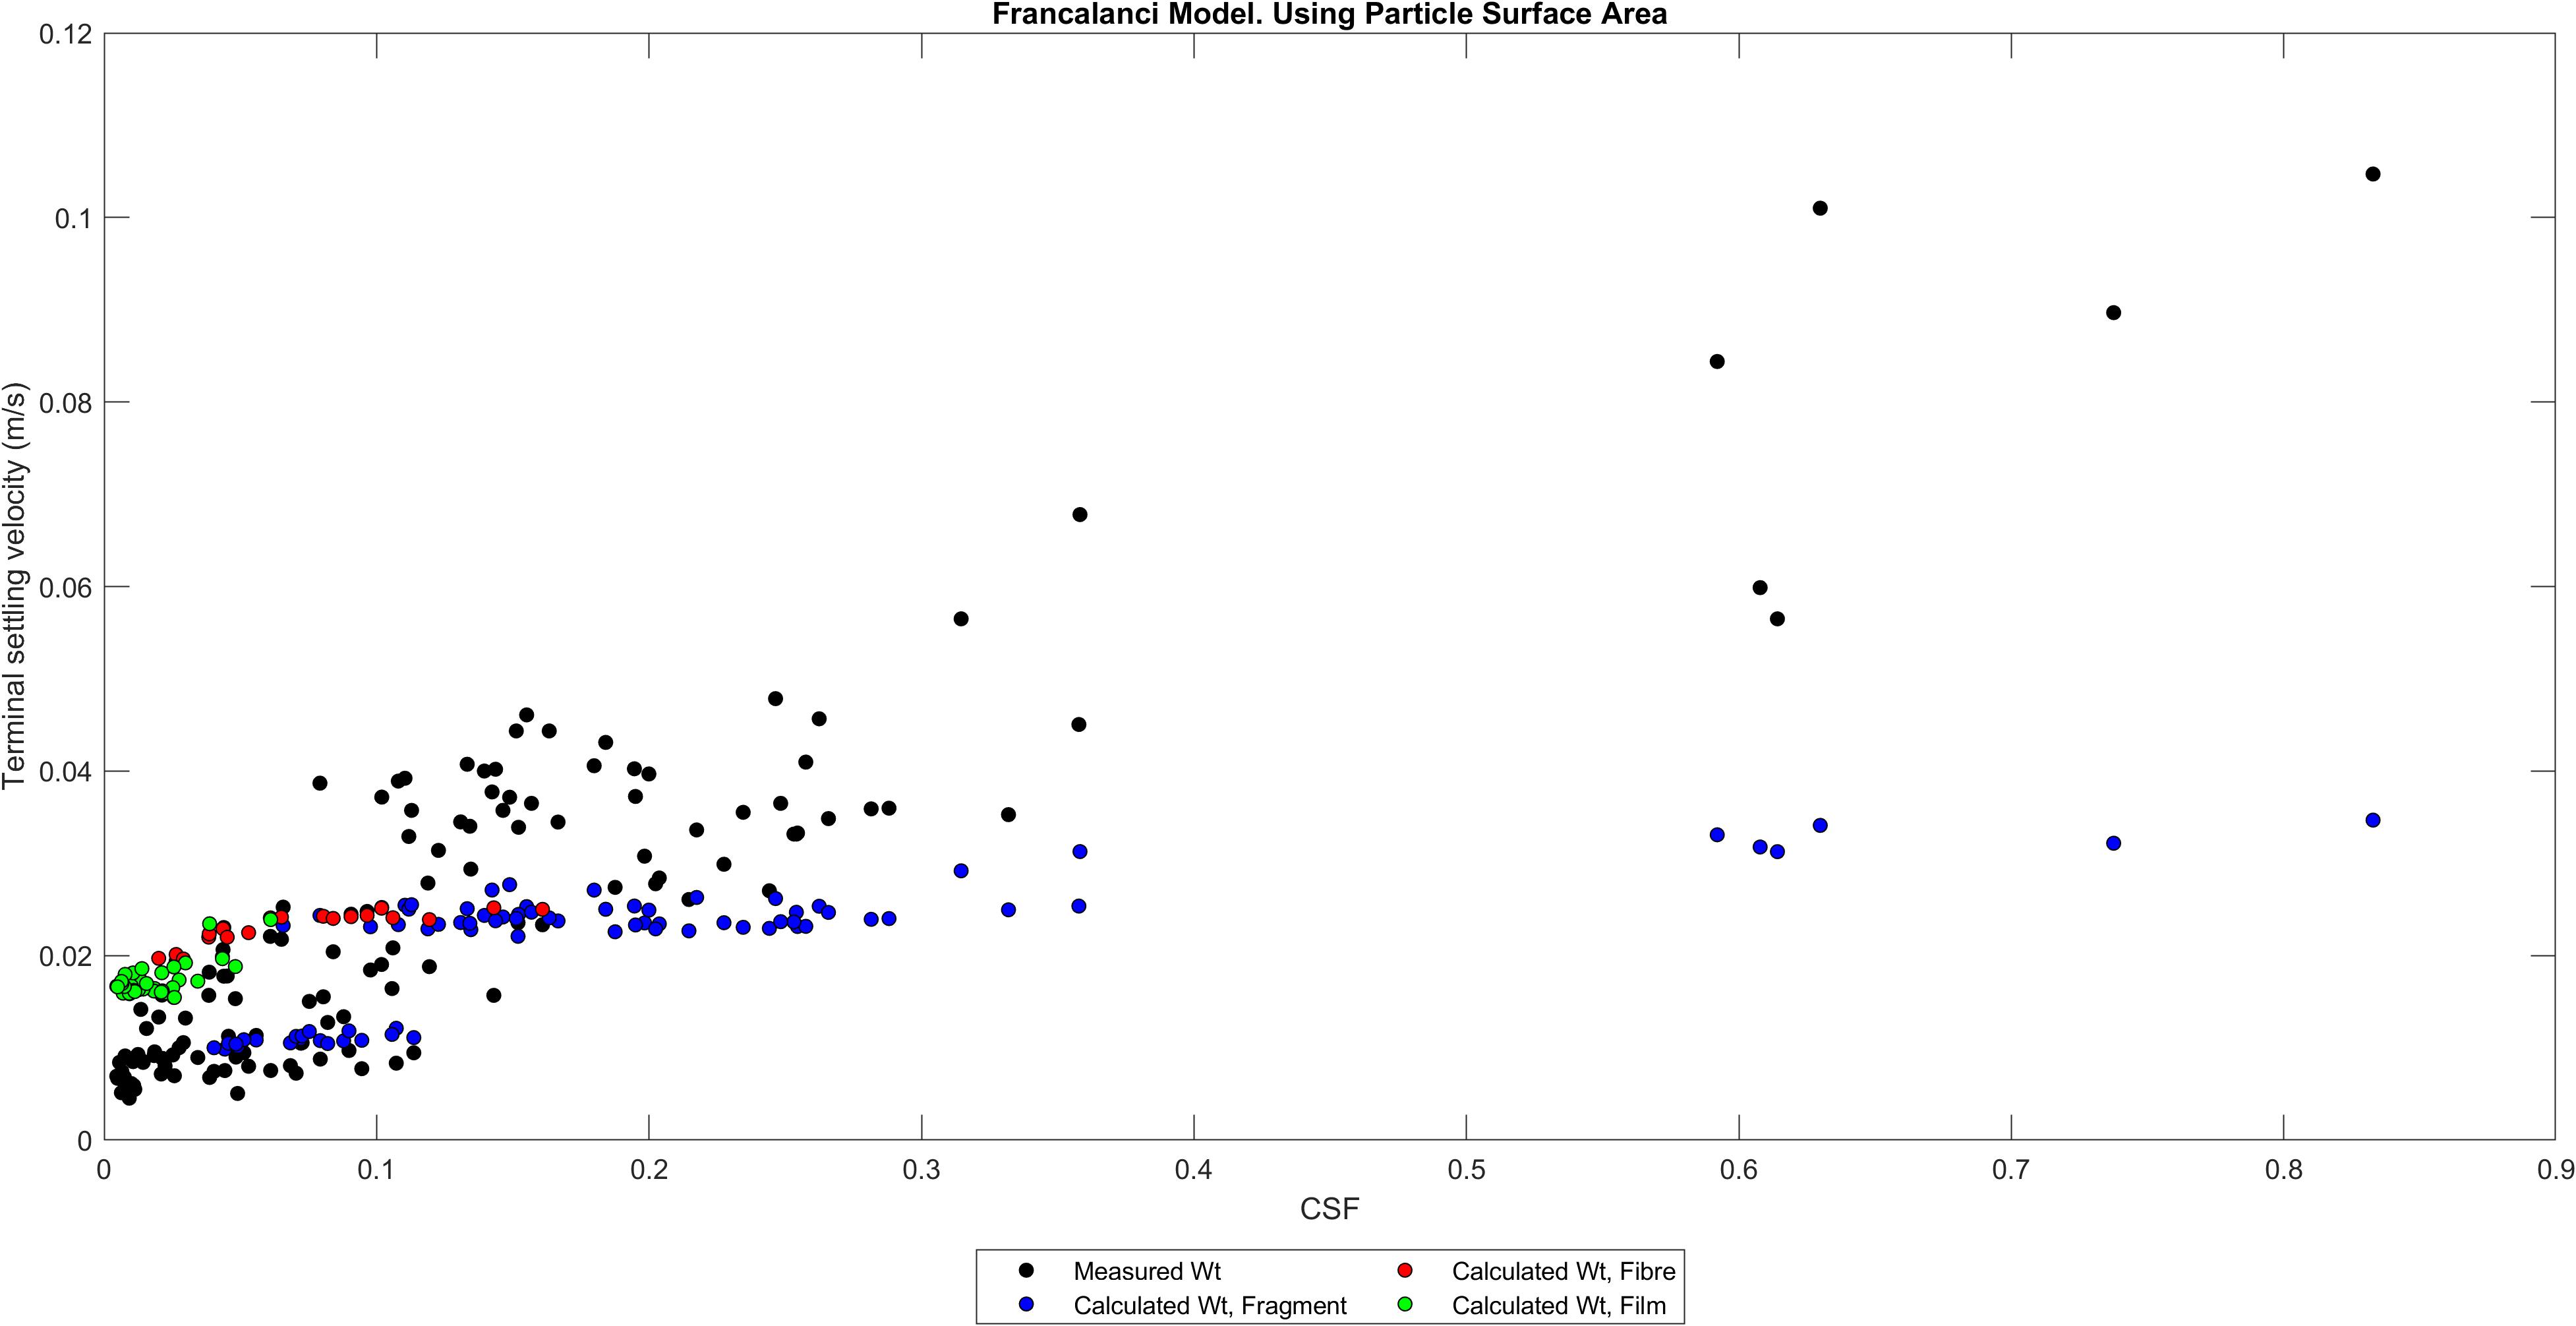 Francalanci Model. Using Particle Surface Area
0.12
0.1
0.08
0.06
0.04
0.02
0
Terminal settling velocity (m/s)
0 0.1 0.2 0.3 0.4 0.5 0.6 0.7 0.8 0.9
CSF
Measured Wt Calculated Wt, Fibre
Calculated Wt, Fragment Calculated Wt, Film